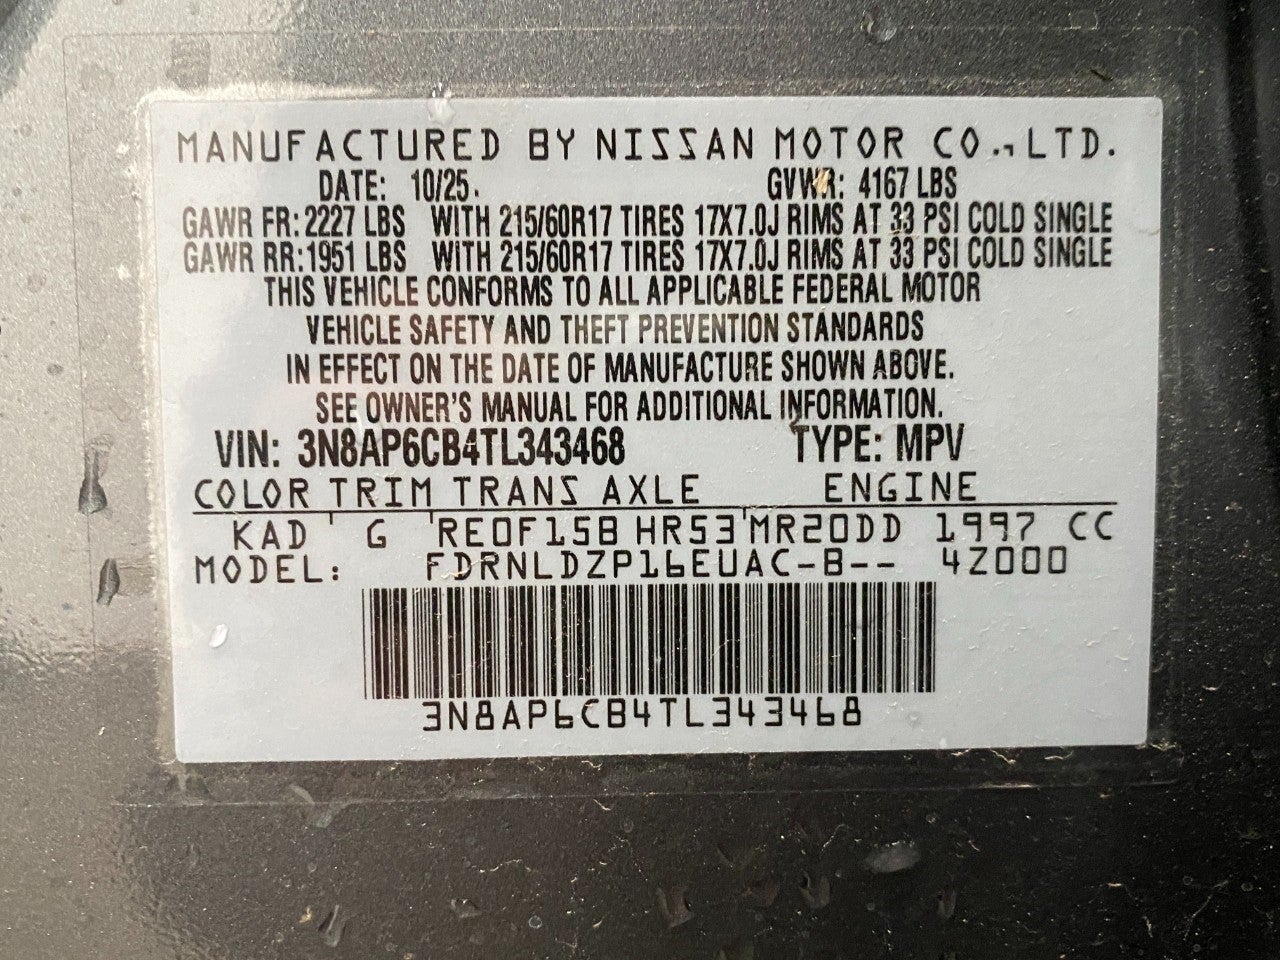 MANUFACTURED BY NISSAN MOTOR CO., LTD.
DATE: 10/25. GVWR: 4167 LBS
GAWR FR: 2227 LBS WITH 215/60R17 TIRES 17X7.0J RIMS AT 33 PSI COLD SINGLE
GAWR RR: 1951 LBS WITH 215/60R17 TIRES 17X7.0J RIMS AT 33 PSI COLD SINGLE
THIS VEHICLE CONFORMS TO ALL APPLICABLE FEDERAL MOTOR
VEHICLE SAFETY AND THEFT PREVENTION STANDARDS
IN EFFECT ON THE DATE OF MANUFACTURE SHOWN ABOVE.
SEE OWNER'S MANUAL FOR ADDITIONAL INFORMATION.
VIN: 3N8AP6CB4TL343468 TYPE: MPV
COLOR TRIM TRANS AXLE ENGINE
KAD G RE0F15B HR53 MR20DD 1997 CC
MODEL: FDRNLDZP16EUAC-B-- 4Z000
3N8AP6CB4TL343468